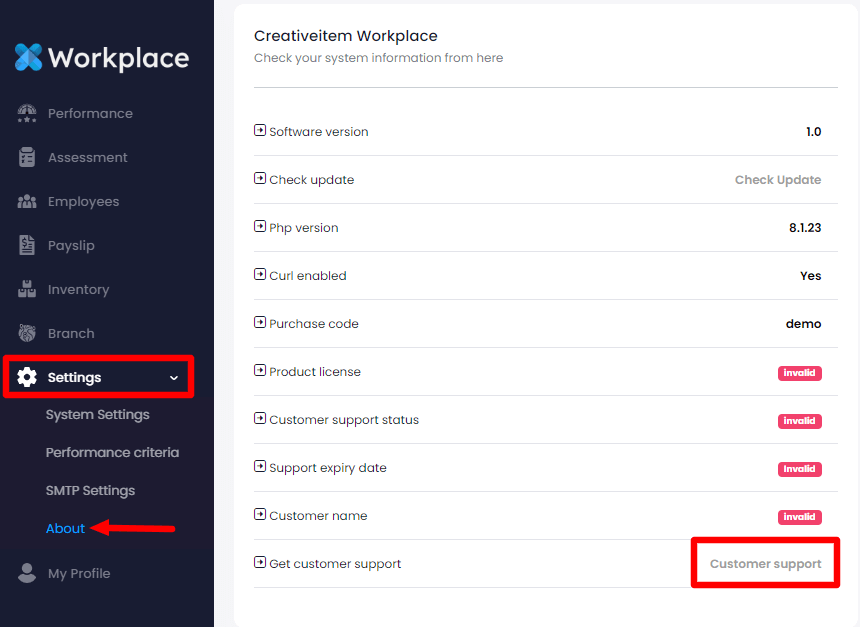 Workplace
Performance
Assessment
Employees
Payslip
Inventory
Branch
Settings
System Settings
Performance criteria
SMTP Settings
About
My Profile
Creativeitem Workplace
Check your system information from here
Software version 1.0
Check update Check Update
Php version 8.1.23
Curl enabled Yes
Purchase code demo
Product license invalid
Customer support status invalid
Support expiry date invalid
Customer name invalid
Get customer support Customer support